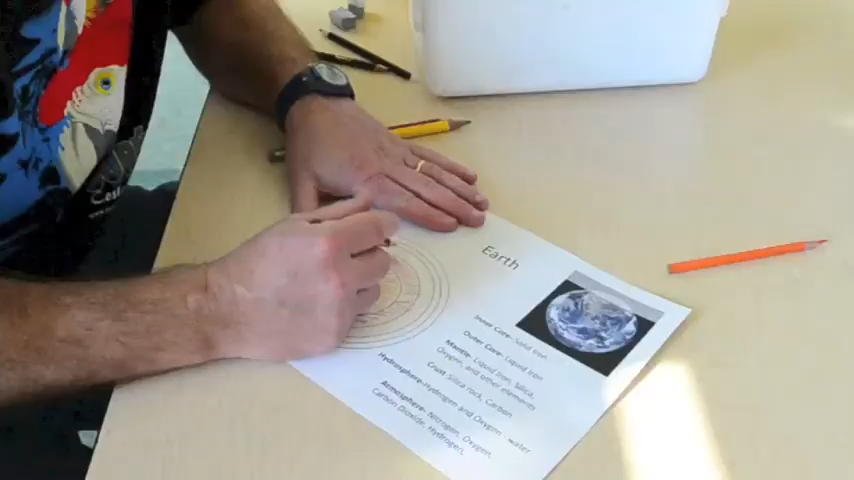 Earth
Inner Core- Solid Iron
Outer Core- Liquid Iron
Mantle- Liquid Iron, Silica,
Oxygen, and other elements
Crust Silica rock, Carbon
Hydrosphere-Hydrogen and Oxygen - water
Atmosphere- Nitrogen, Oxygen,
Carbon Dioxide, Hydrogen,